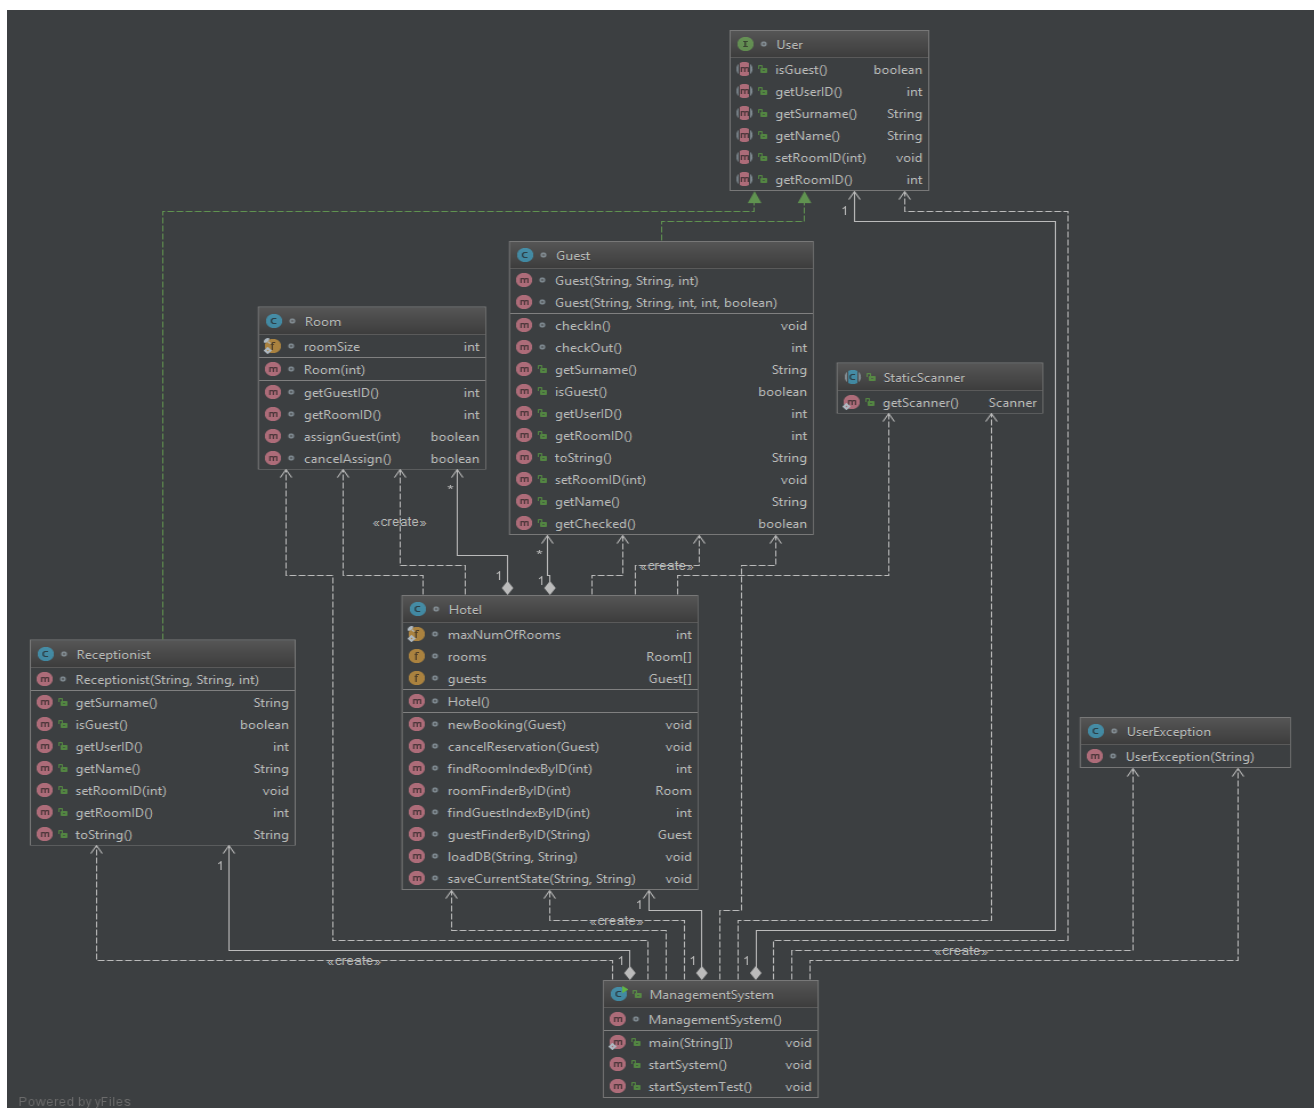 User
isGuest() boolean
getUserID() int
getSurname() String
getName() String
setRoomID(int) void
getRoomID() int
1
Guest
Guest(String, String, int)
Guest(String, String, int, int, boolean)
checkIn() void
checkOut() int
getSurname() String
isGuest() boolean
getUserID() int
getRoomID() int
toString() String
setRoomID(int) void
getName() String
getChecked() boolean
Room
roomSize int
Room(int)
getGuestID() int
getRoomID() int
assignGuest(int) boolean
cancelAssign() boolean
StaticScanner
getScanner() Scanner
*
«create»
*
«create»
1
1
Hotel
maxNumOfRooms int
rooms Room[]
guests Guest[]
Hotel()
newBooking(Guest) void
cancelReservation(Guest) void
findRoomIndexByID(int) int
roomFinderByID(int) Room
findGuestIndexByID(int) int
guestFinderByID(String) Guest
loadDB(String, String) void
saveCurrentState(String, String) void
Receptionist
Receptionist(String, String, int)
getSurname() String
isGuest() boolean
getUserID() int
getName() String
setRoomID(int) void
getRoomID() int
toString() String
UserException
UserException(String)
1
1
«create»
«create»
«create»
1
1
1
ManagementSystem
ManagementSystem()
main(String[]) void
startSystem() void
startSystemTest() void
Powered by yFiles